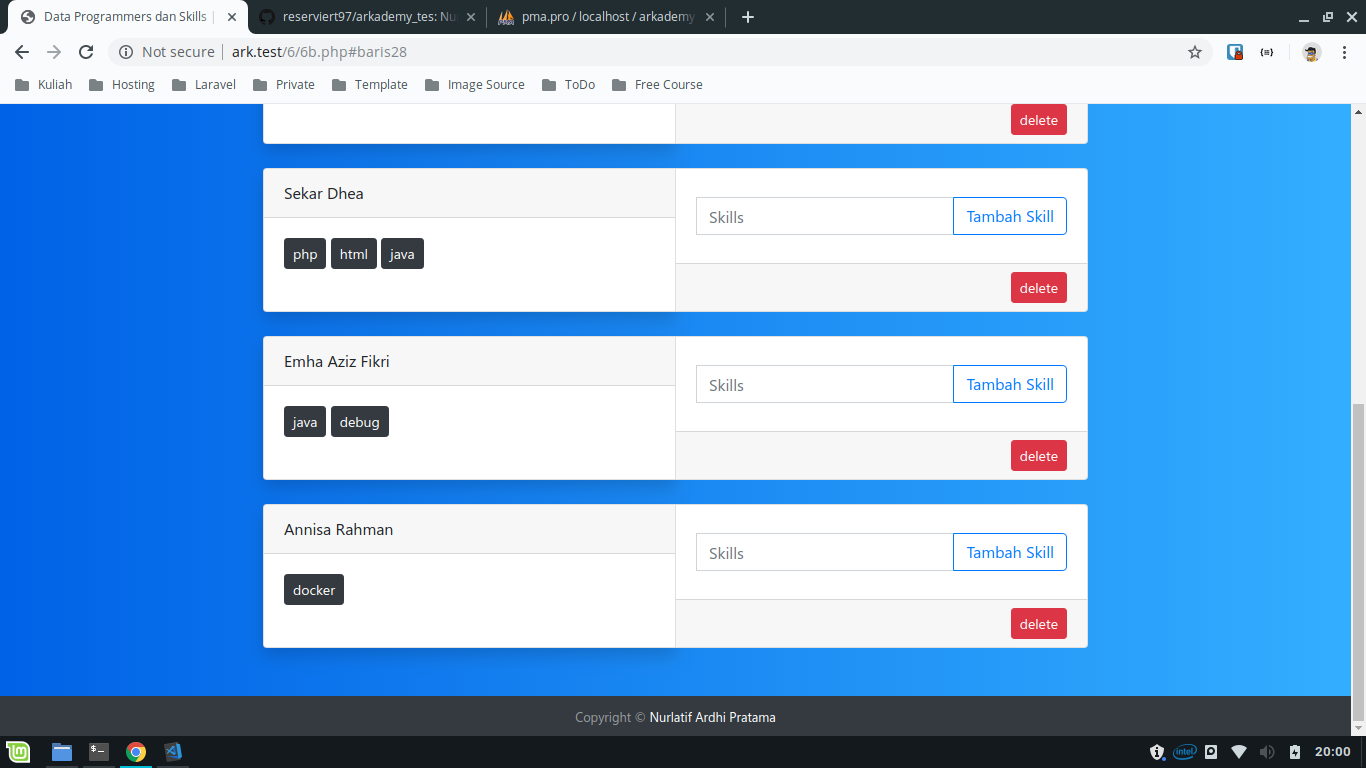 Data Programmers dan Skills |
reserviert97/arkademy_tes: Nu
pma.pro / localhost / arkademy
Not secure | ark.test/6/6b.php#baris28
Kuliah Hosting Laravel Private Template Image Source ToDo Free Course
delete
Sekar Dhea
Skills Tambah Skill
php html java
delete
Emha Aziz Fikri
Skills Tambah Skill
java debug
delete
Annisa Rahman
Skills Tambah Skill
docker
delete
Copyright © Nurlatif Ardhi Pratama
intel
20:00